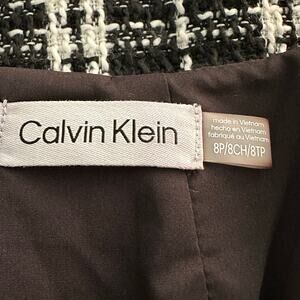 Calvin Klein
made in Vietnam
hecho en Vietnam
fabriqué au Vietnam
8P/8CH/8TP